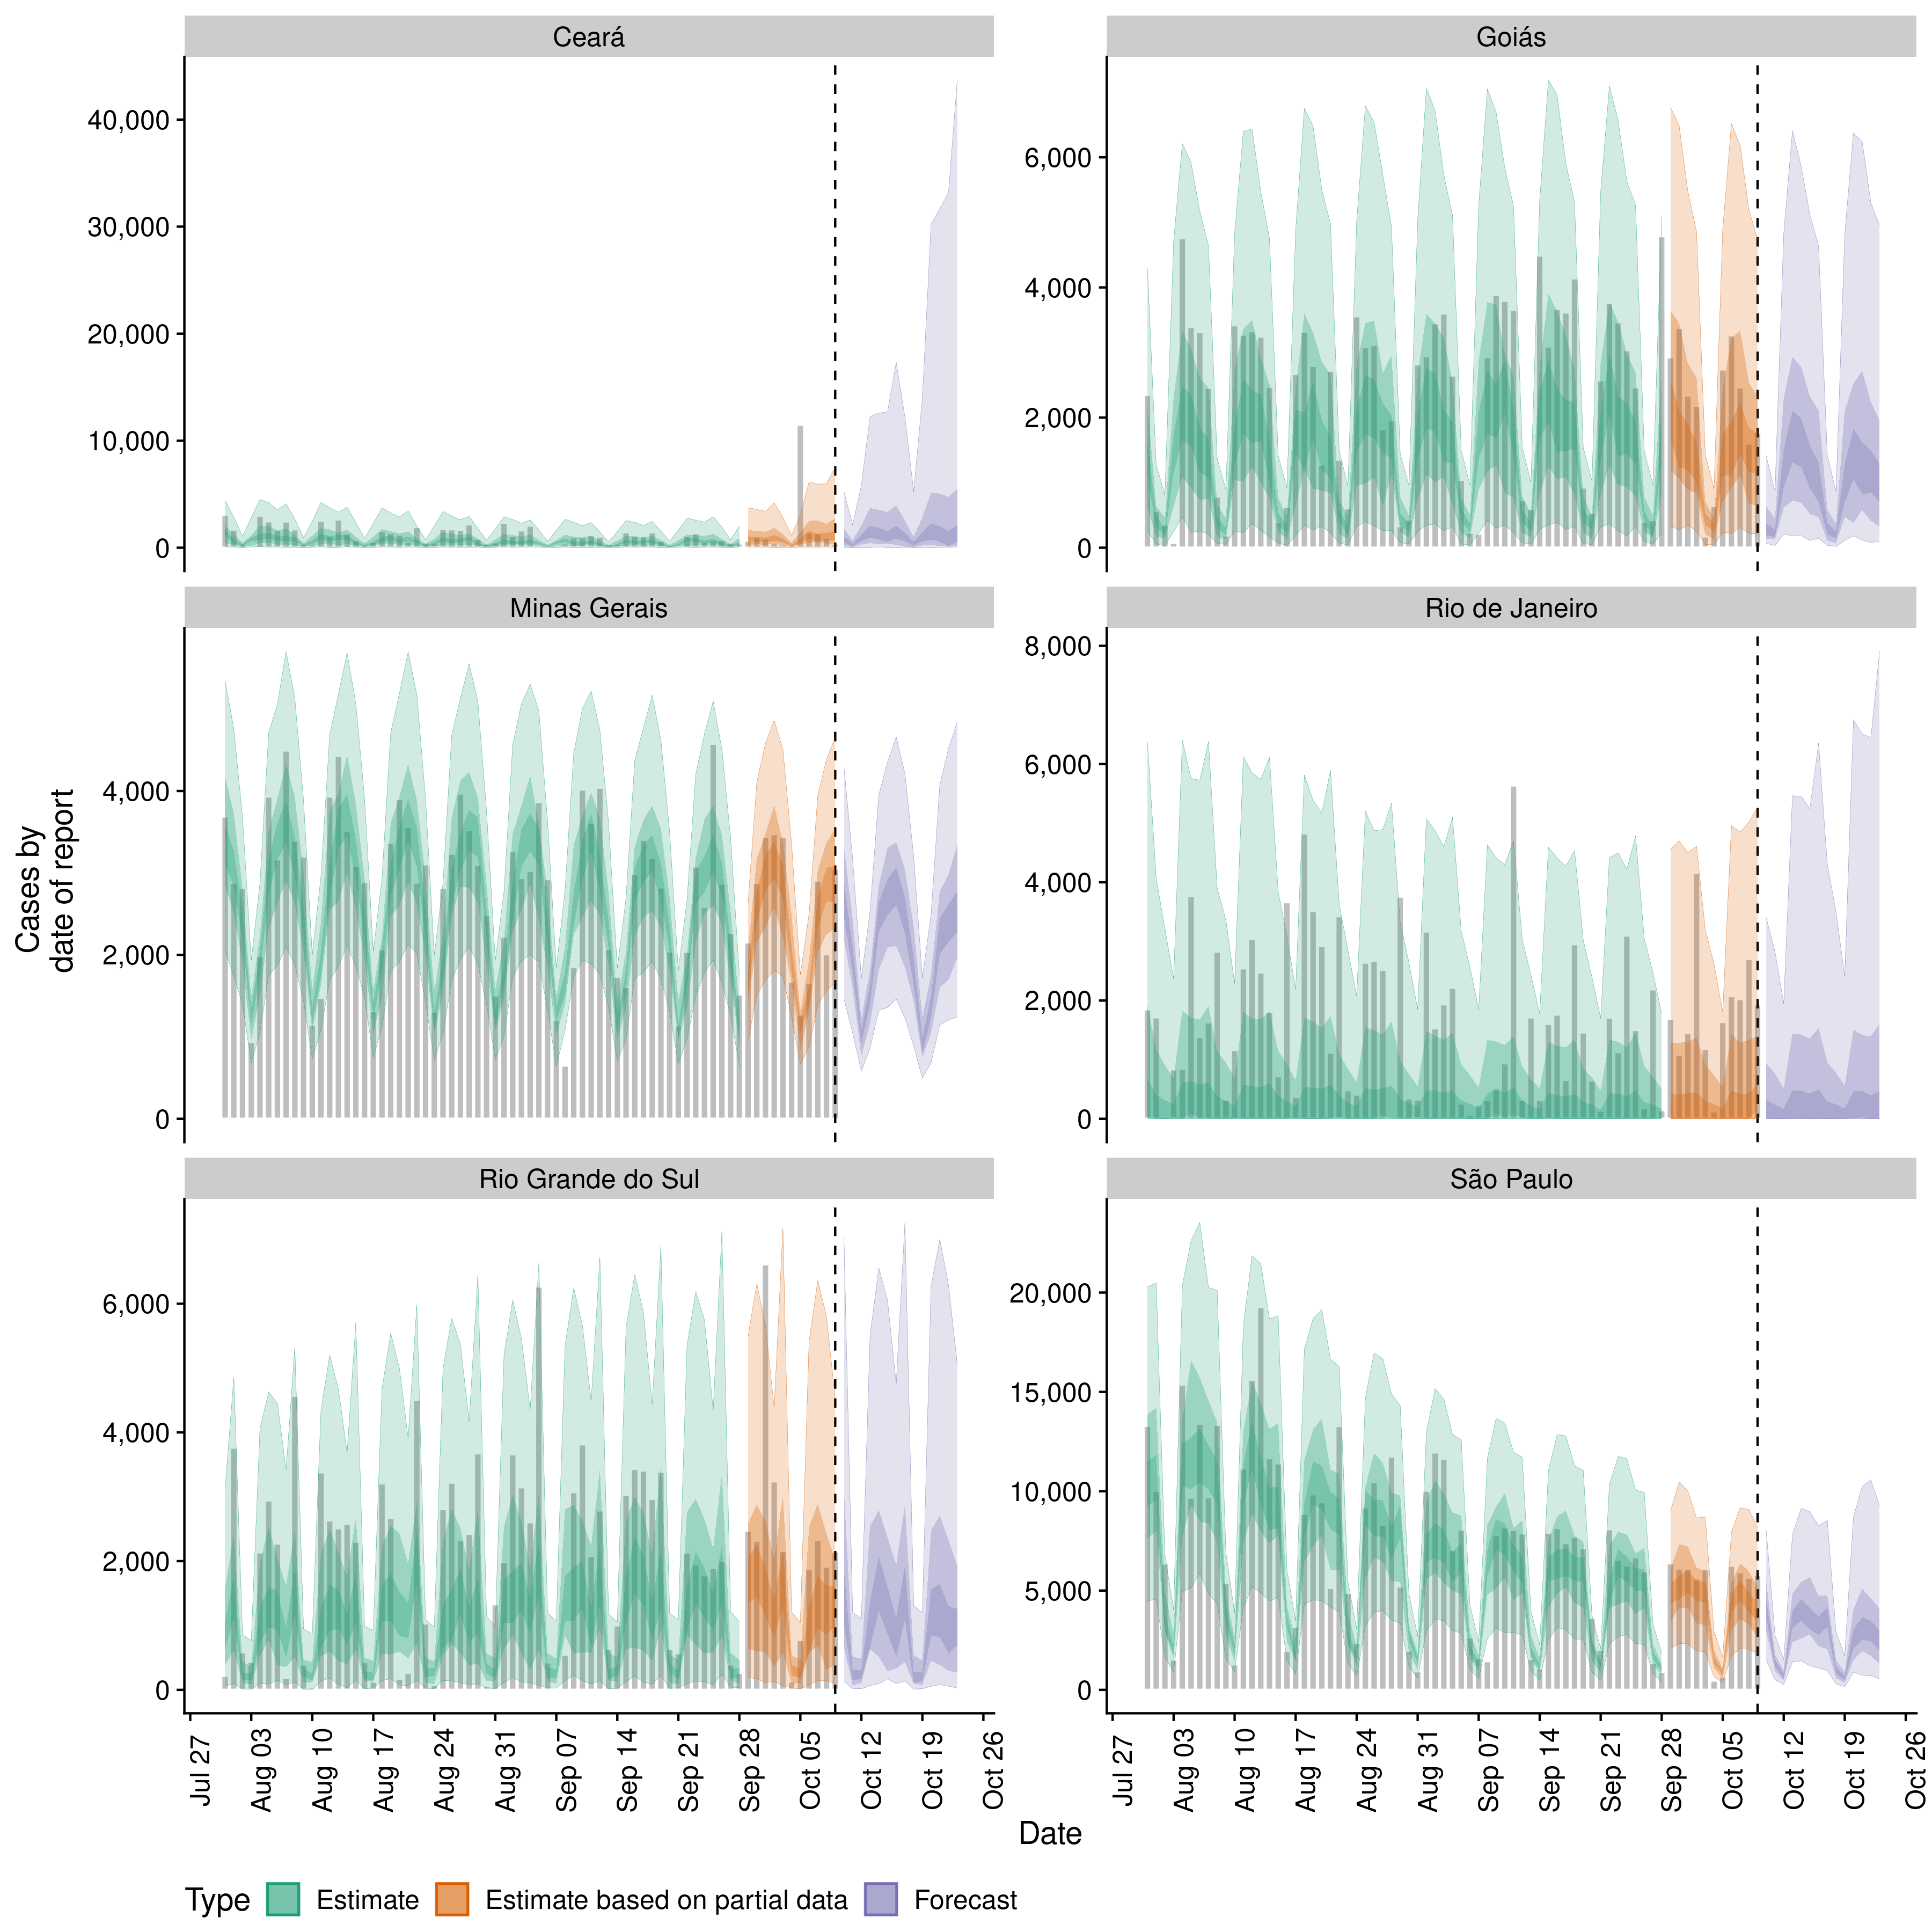 Ceará
Goiás
40,000
30,000
20,000
10,000
0
6,000
4,000
2,000
0
Minas Gerais
Rio de Janeiro
4,000
2,000
0
8,000
6,000
4,000
2,000
0
Cases by
date of report
Rio Grande do Sul
São Paulo
6,000
4,000
2,000
0
20,000
15,000
10,000
5,000
0
Jul 27
Aug 03
Aug 10
Aug 17
Aug 24
Aug 31
Sep 07
Sep 14
Sep 21
Sep 28
Oct 05
Oct 12
Oct 19
Oct 26
Jul 27
Aug 03
Aug 10
Aug 17
Aug 24
Aug 31
Sep 07
Sep 14
Sep 21
Sep 28
Oct 05
Oct 12
Oct 19
Oct 26
Date
Type Estimate Estimate based on partial data Forecast